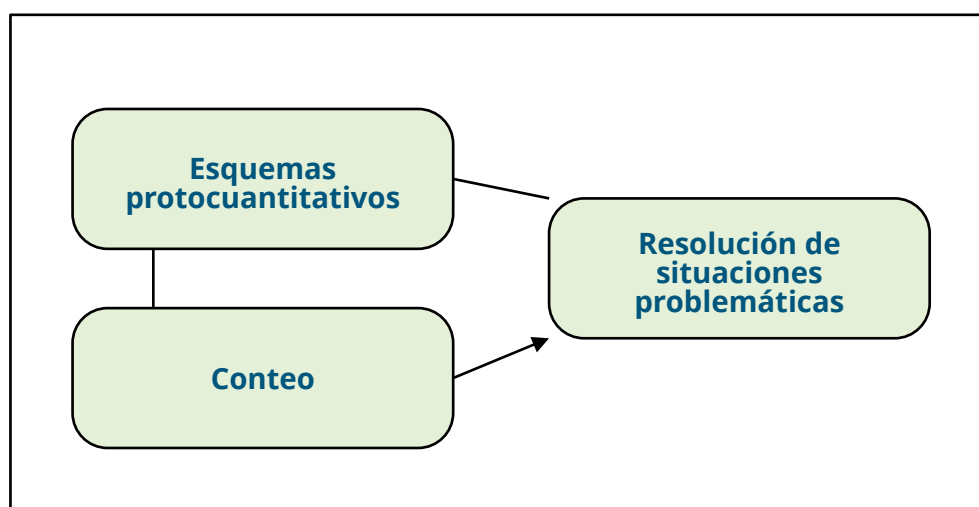 Esquemas
protocuantitativos
Resolución de
situaciones
problemáticas
Conteo